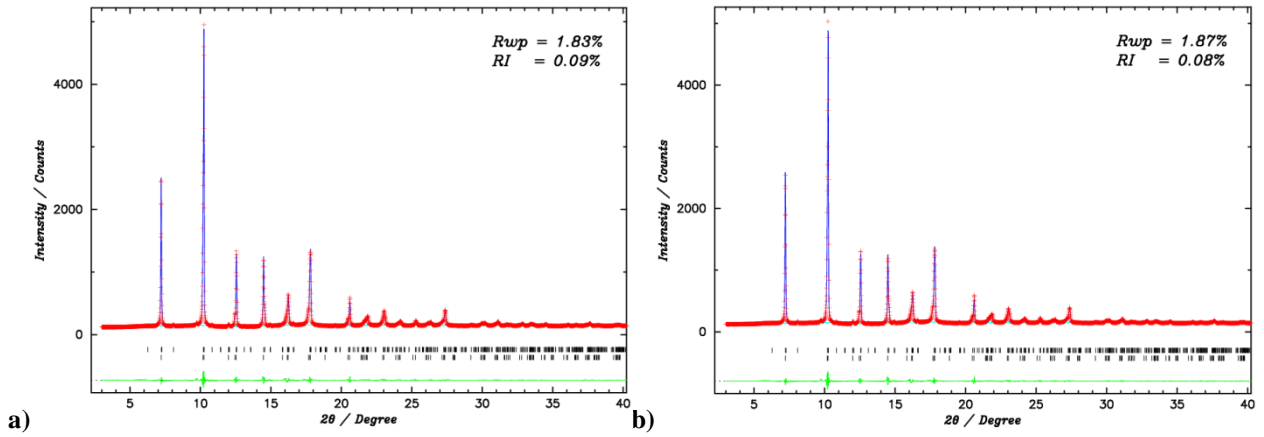 Rwp = 1.83%
RI = 0.09%
4000
2000
0
Intensity / Counts
5 10 15 20 25 30 35 40
2θ / Degree
a)
Rwp = 1.87%
RI = 0.08%
4000
2000
0
Intensity / Counts
5 10 15 20 25 30 35 40
2θ / Degree
b)